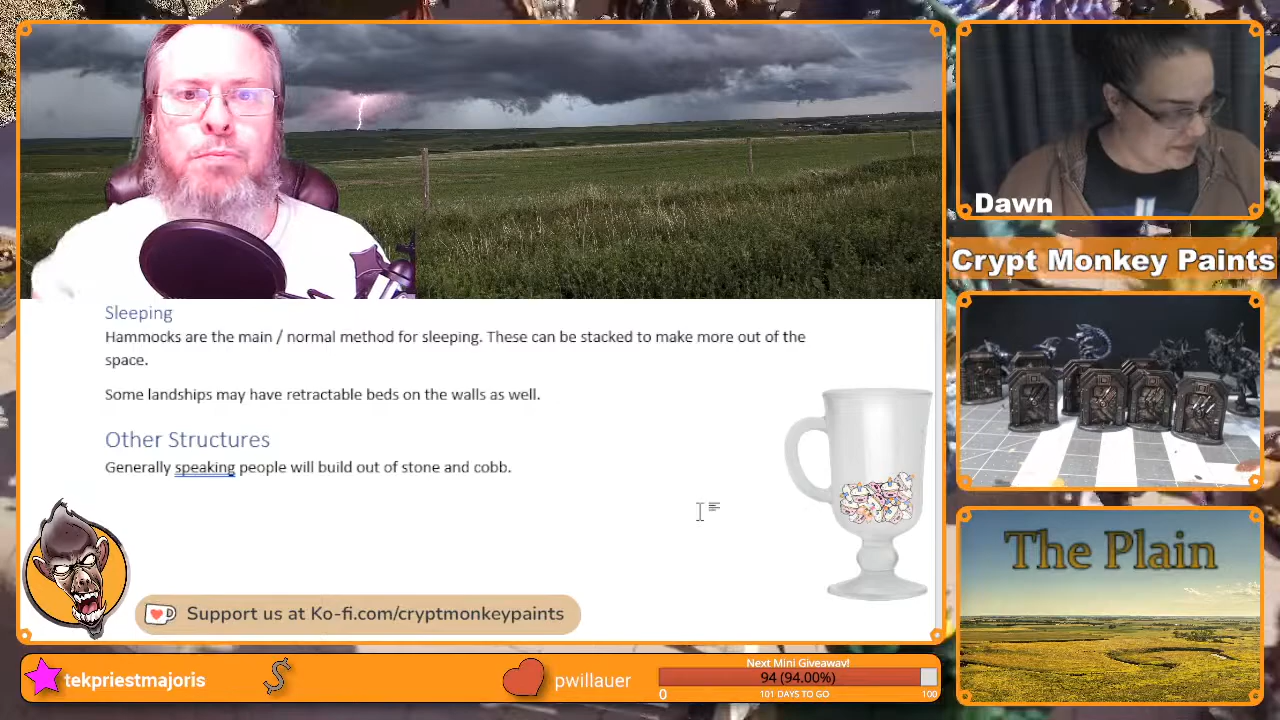 Dawn
Crypt Monkey Paints
Sleeping
Hammocks are the main / normal method for sleeping. These can be stacked to make more out of the
space.
Some landships may have retractable beds on the walls as well.
Other Structures
Generally speaking people will build out of stone and cobb.
The Plain
Support us at Ko-fi.com/cryptmonkeypaints
tekpriestmajoris
pwillauer
Next Mini Giveaway!
94 (94.00%)
0
101 DAYS TO GO
100